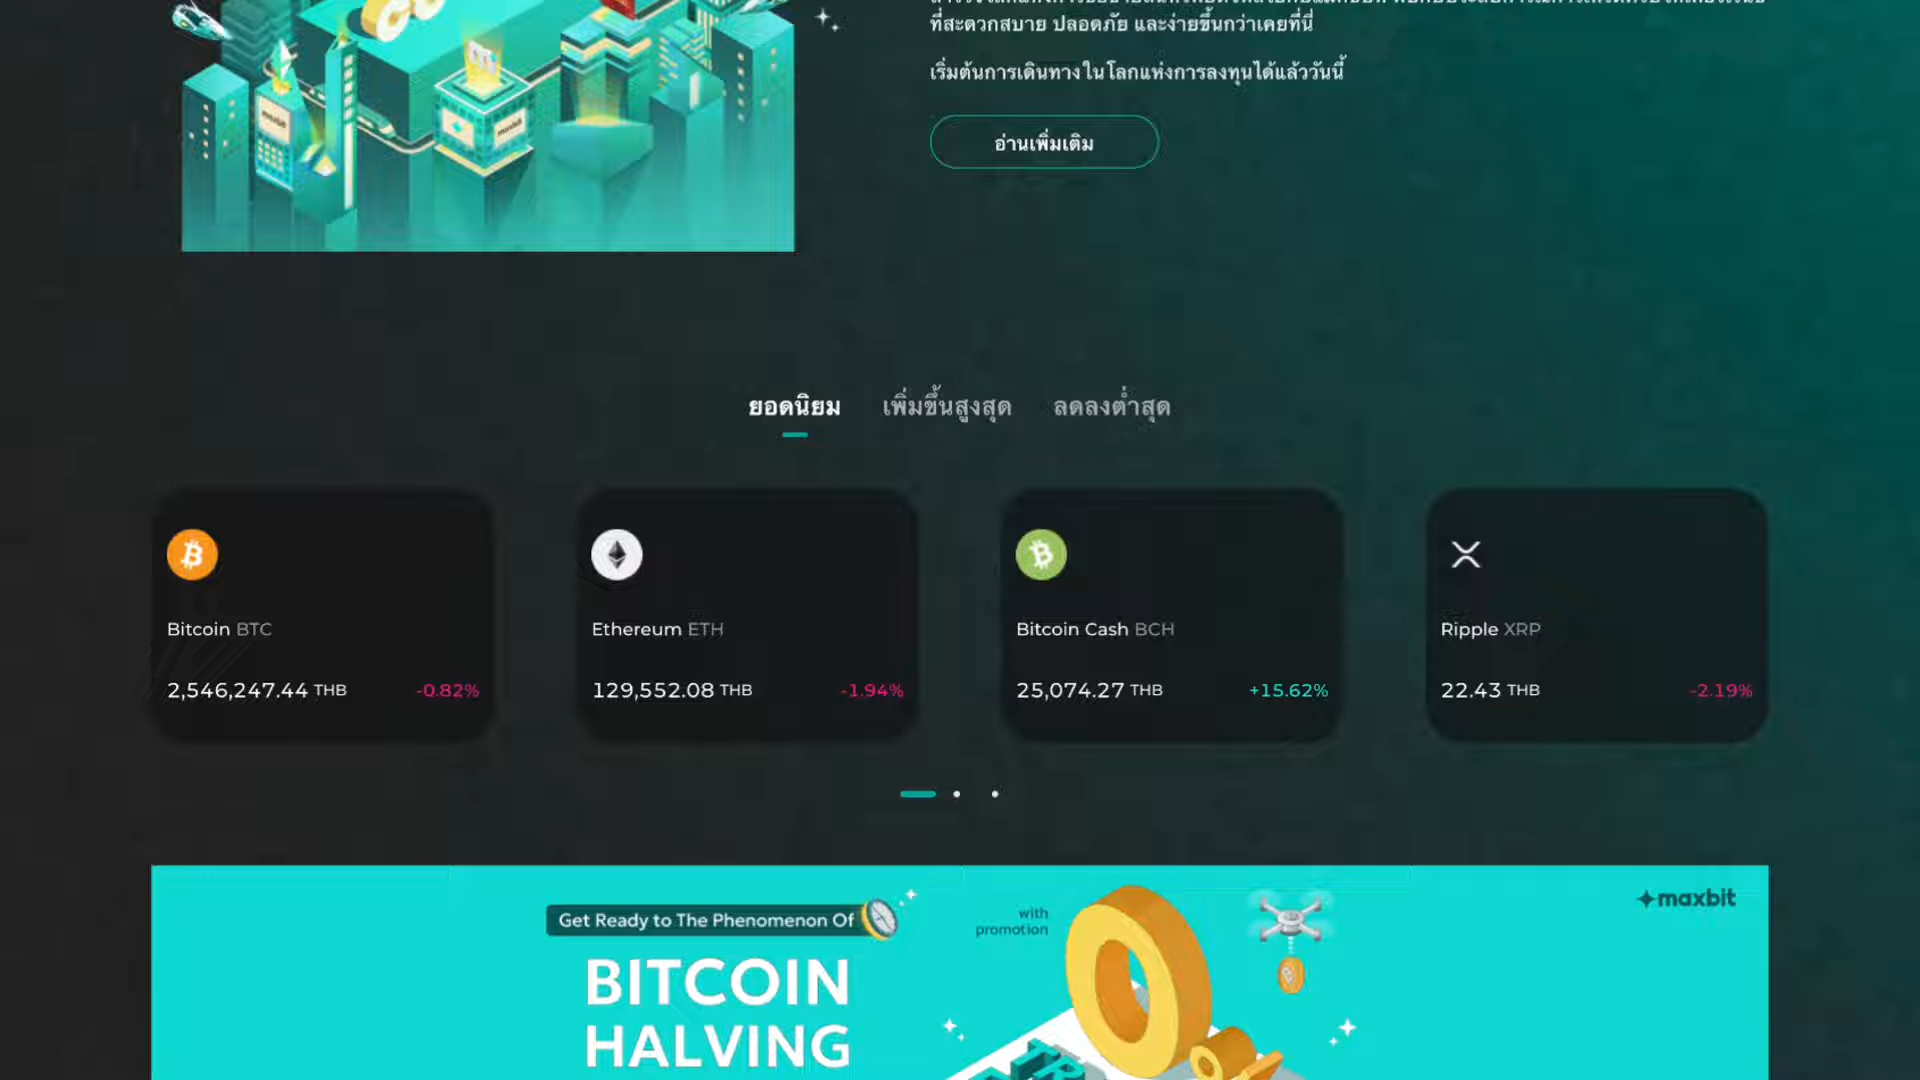 ที่สะดวกสบาย ปลอดภัย และง่ายขึ้นกว่าเคยที่นี่
เริ่มต้นการเดินทางในโลกแห่งการลงทุนได้แล้ววันนี้
อ่านเพิ่มเติม
maxbit
maxbit
ยอดนิยม เพิ่มขึ้นสูงสุด ลดลงต่ำสุด
Bitcoin BTC
2,546,247.44 THB -0.82%
Ethereum ETH
129,552.08 THB -1.94%
Bitcoin Cash BCH
25,074.27 THB +15.62%
Ripple XRP
22.43 THB -2.19%
Get Ready to The Phenomenon Of
BITCOIN
HALVING
with
promotion
0%
maxbit